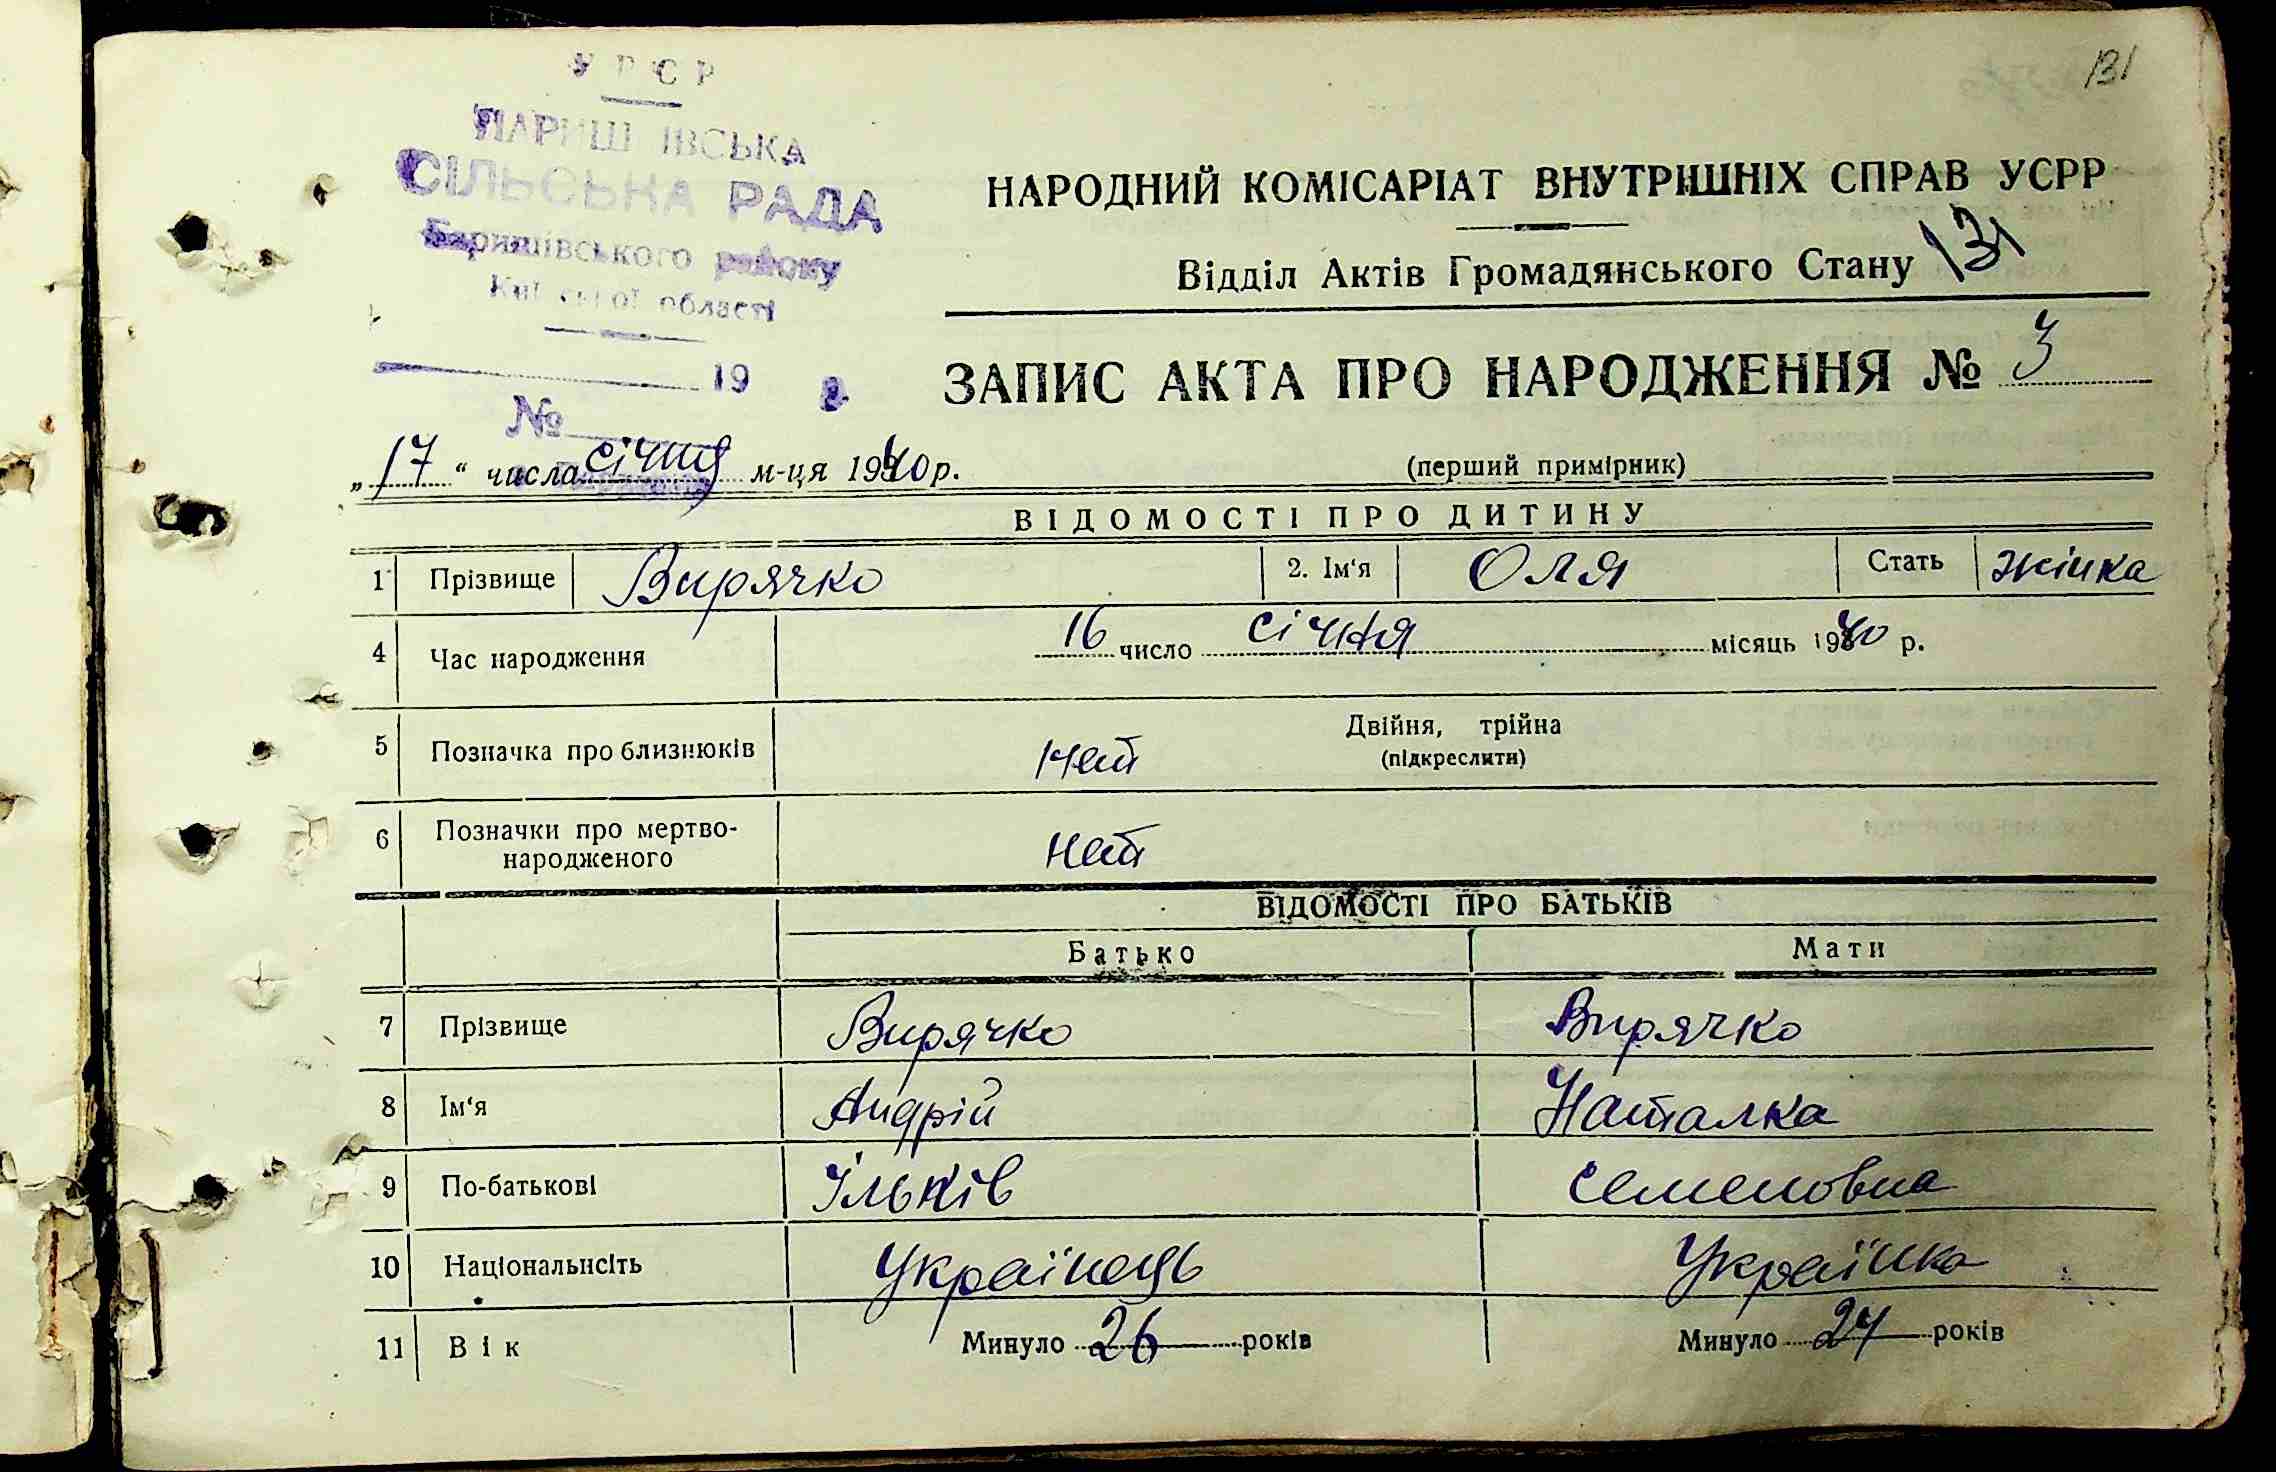 131
УРСР
ПАРИШІВСЬКА
СІЛЬСЬКА РАДА
Баришівського району
Київської області
19
№
НАРОДНИЙ КОМІСАРІАТ ВНУТРІШНІХ СПРАВ УСРР
Відділ Актів Громадянського Стану 131
ЗАПИС АКТА ПРО НАРОДЖЕННЯ № 3
„17“ числа січня м-ця 1940 р. (перший примірник)
ВІДОМОСТІ ПРО ДИТИНУ
1 Прізвище Вирячко 2. Ім'я Оля Стать жінка
4 Час народження 16 число січня місяць 1940 р.
5 Позначка про близнюків нет Двійня, трійна
(підкреслити)
6 Позначки про мертво-
народженого нет
ВІДОМОСТІ ПРО БАТЬКІВ
Батько Мати
7 Прізвище Вирячко Вирячко
8 Ім'я Андрій Наталка
9 По-батькові Ільків Семеновна
10 Національність Українець Українка
11 Вік Минуло 26 років Минуло 24 років